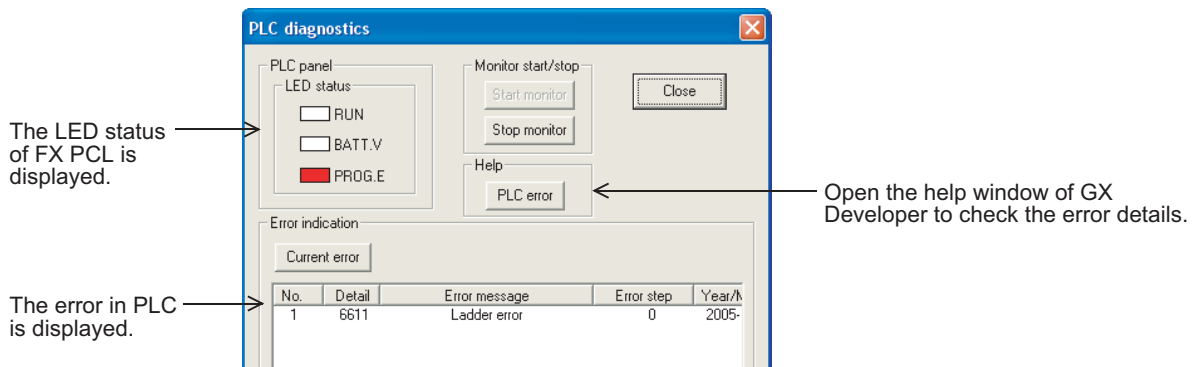 PLC diagnostics
PLC panel
LED status
RUN
BATT.V
PROG.E
Monitor start/stop
Start monitor
Stop monitor
Close
Help
PLC error
The LED status
of FX PCL is
displayed.
Open the help window of GX
Developer to check the error details.
Error indication
Current error
The error in PLC
is displayed.
No. Detail Error message Error step Year/M
1 6611 Ladder error 0 2005-